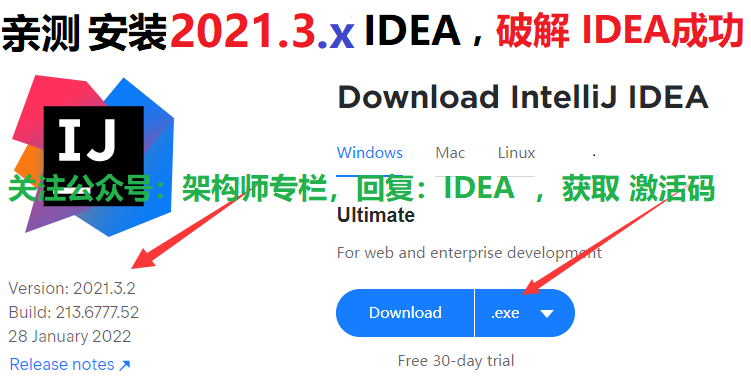 亲测 安装2021.3.x IDEA，破解 IDEA成功
IJ
Download IntelliJ IDEA
Windows Mac Linux
关注公众号：架构师专栏，回复：IDEA ，获取 激活码
Ultimate
For web and enterprise development
Version: 2021.3.2
Build: 213.6777.52
28 January 2022
Release notes ↗
Download .exe
Free 30-day trial